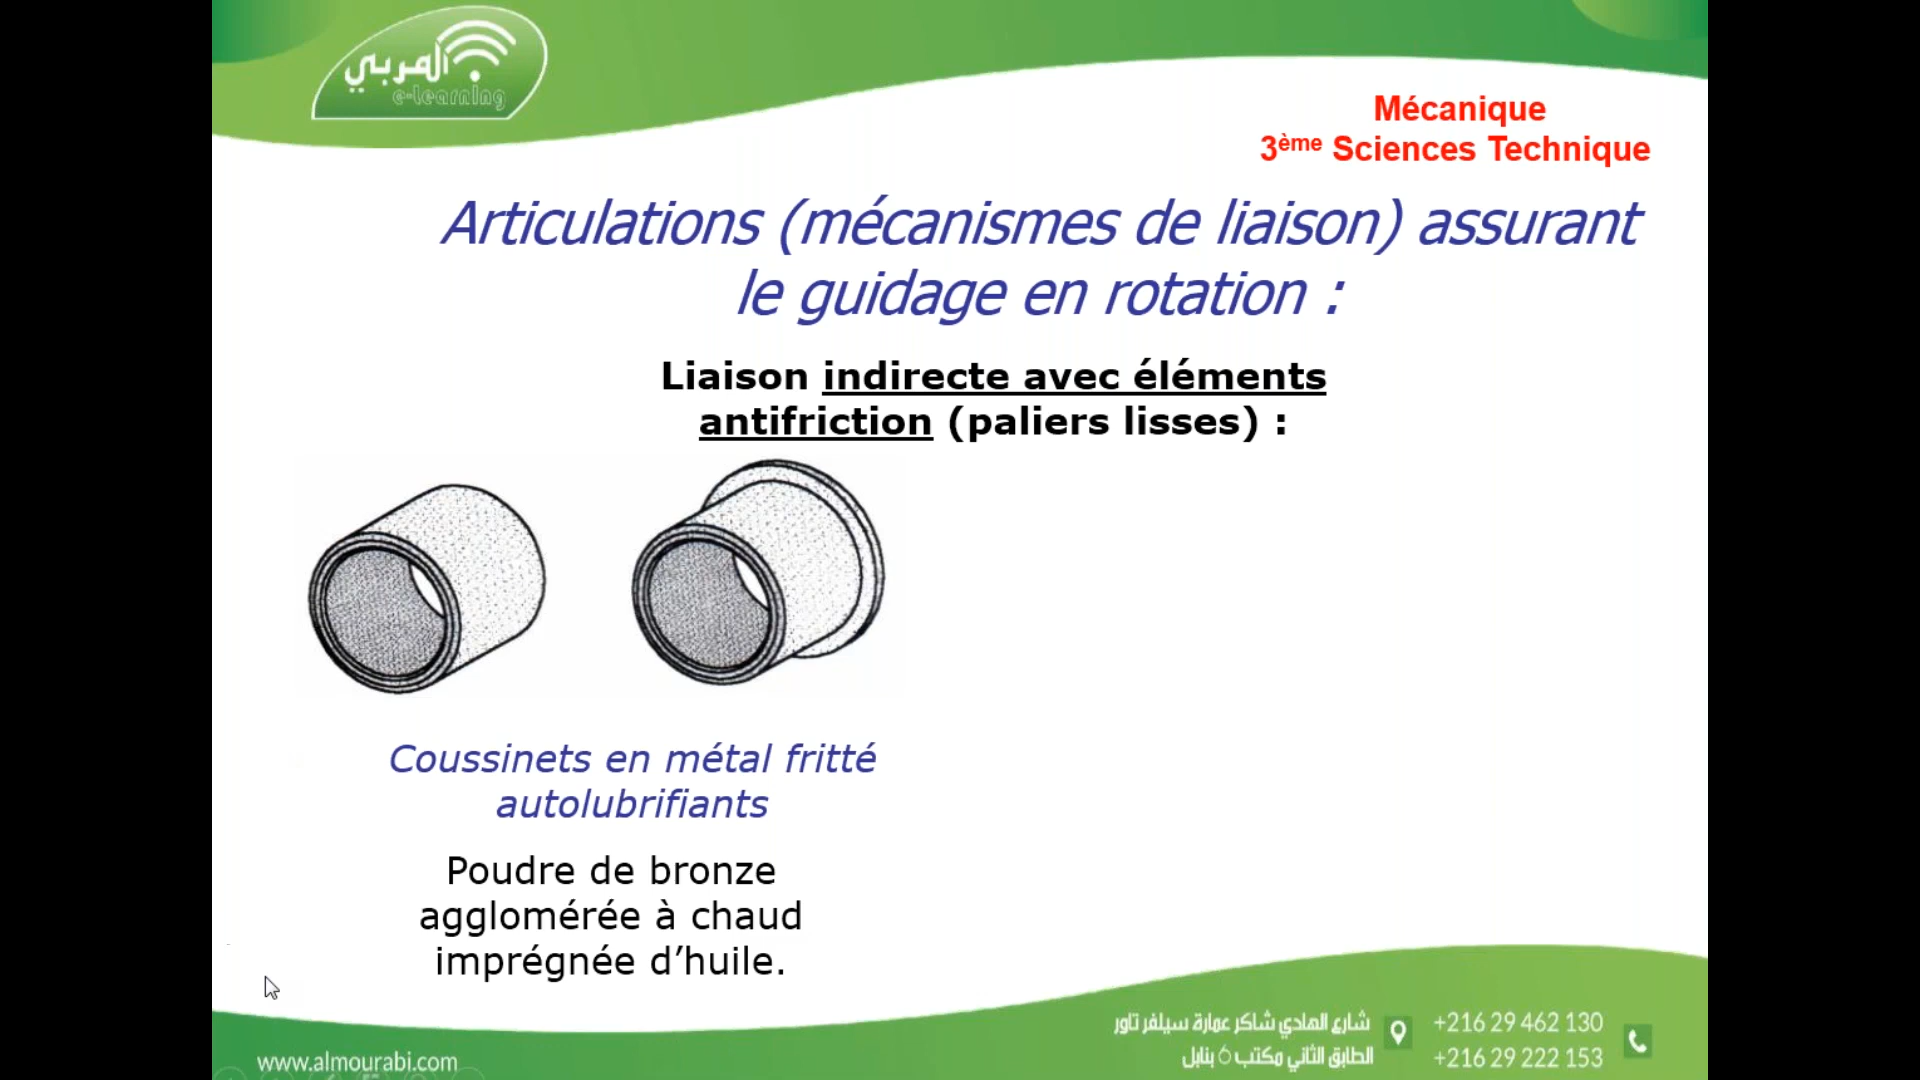 المربي
e-learning
Mécanique
3ème Sciences Technique
Articulations (mécanismes de liaison) assurant
le guidage en rotation :
Liaison indirecte avec éléments
antifriction (paliers lisses) :
Coussinets en métal fritté
autolubrifiants
Poudre de bronze
agglomérée à chaud
imprégnée d’huile.
www.almourabi.com
شارع الهادي شاكر عمارة سيلفر تاور
الطابق الثاني مكتب 6 بنابل
+216 29 462 130
+216 29 222 153